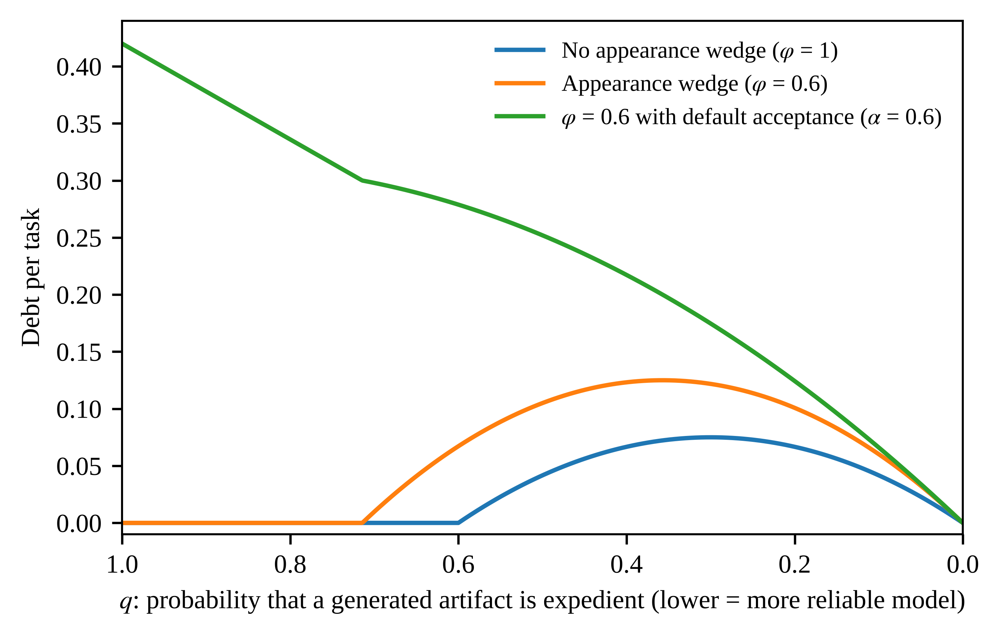 No appearance wedge (φ = 1)
Appearance wedge (φ = 0.6)
φ = 0.6 with default acceptance (α = 0.6)
0.40
0.35
0.30
0.25
0.20
0.15
0.10
0.05
0.00
Debt per task
1.0 0.8 0.6 0.4 0.2 0.0
q: probability that a generated artifact is expedient (lower = more reliable model)